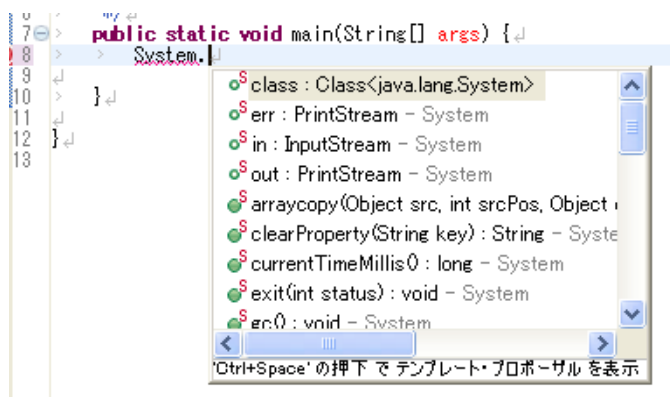 */
7 public static void main(String[] args) {
8 System.
9
10 }
11
12 }
13
S class : Class<java.lang.System>
S err : PrintStream - System
S in : InputStream - System
S out : PrintStream - System
S arraycopy(Object src, int srcPos, Object
S clearProperty(String key) : String - Syste
S currentTimeMillis() : long - System
S exit(int status) : void - System
S gc() : void - System
'Ctrl+Space' の押下 で テンプレート・プロポーザル を表示